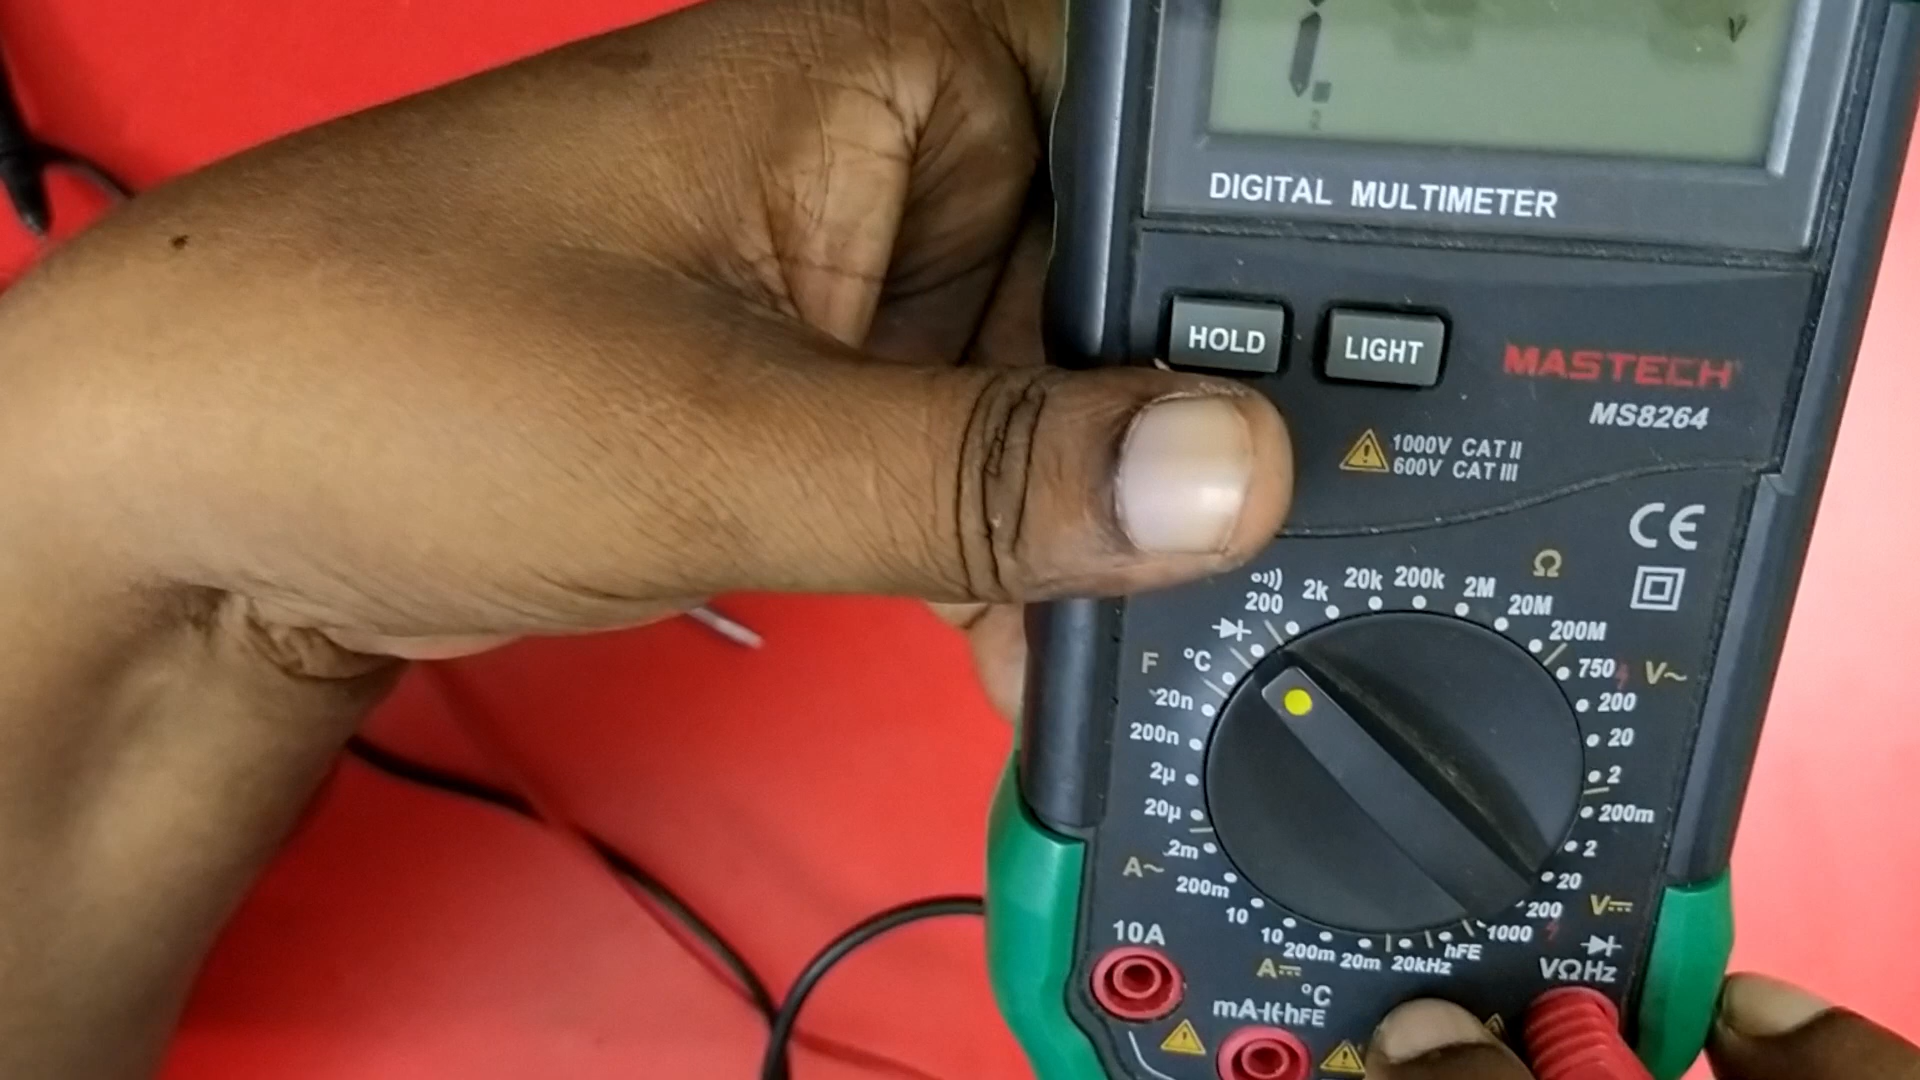 V
DIGITAL MULTIMETER
HOLD
LIGHT
MASTECH
MS8264
1000V CAT II
600V CAT III
CE
Ω
200
2k
20k
200k
2M
20M
200M
750
V~
200
20
2
200m
2
20
200
V⎓
1000
hFE
20kHz
20m
200m
10
A⎓
10
200m
A~
2m
20µ
2µ
200n
20n
F
°C
10A
°C
mA⊣⊢hFE
VΩHz